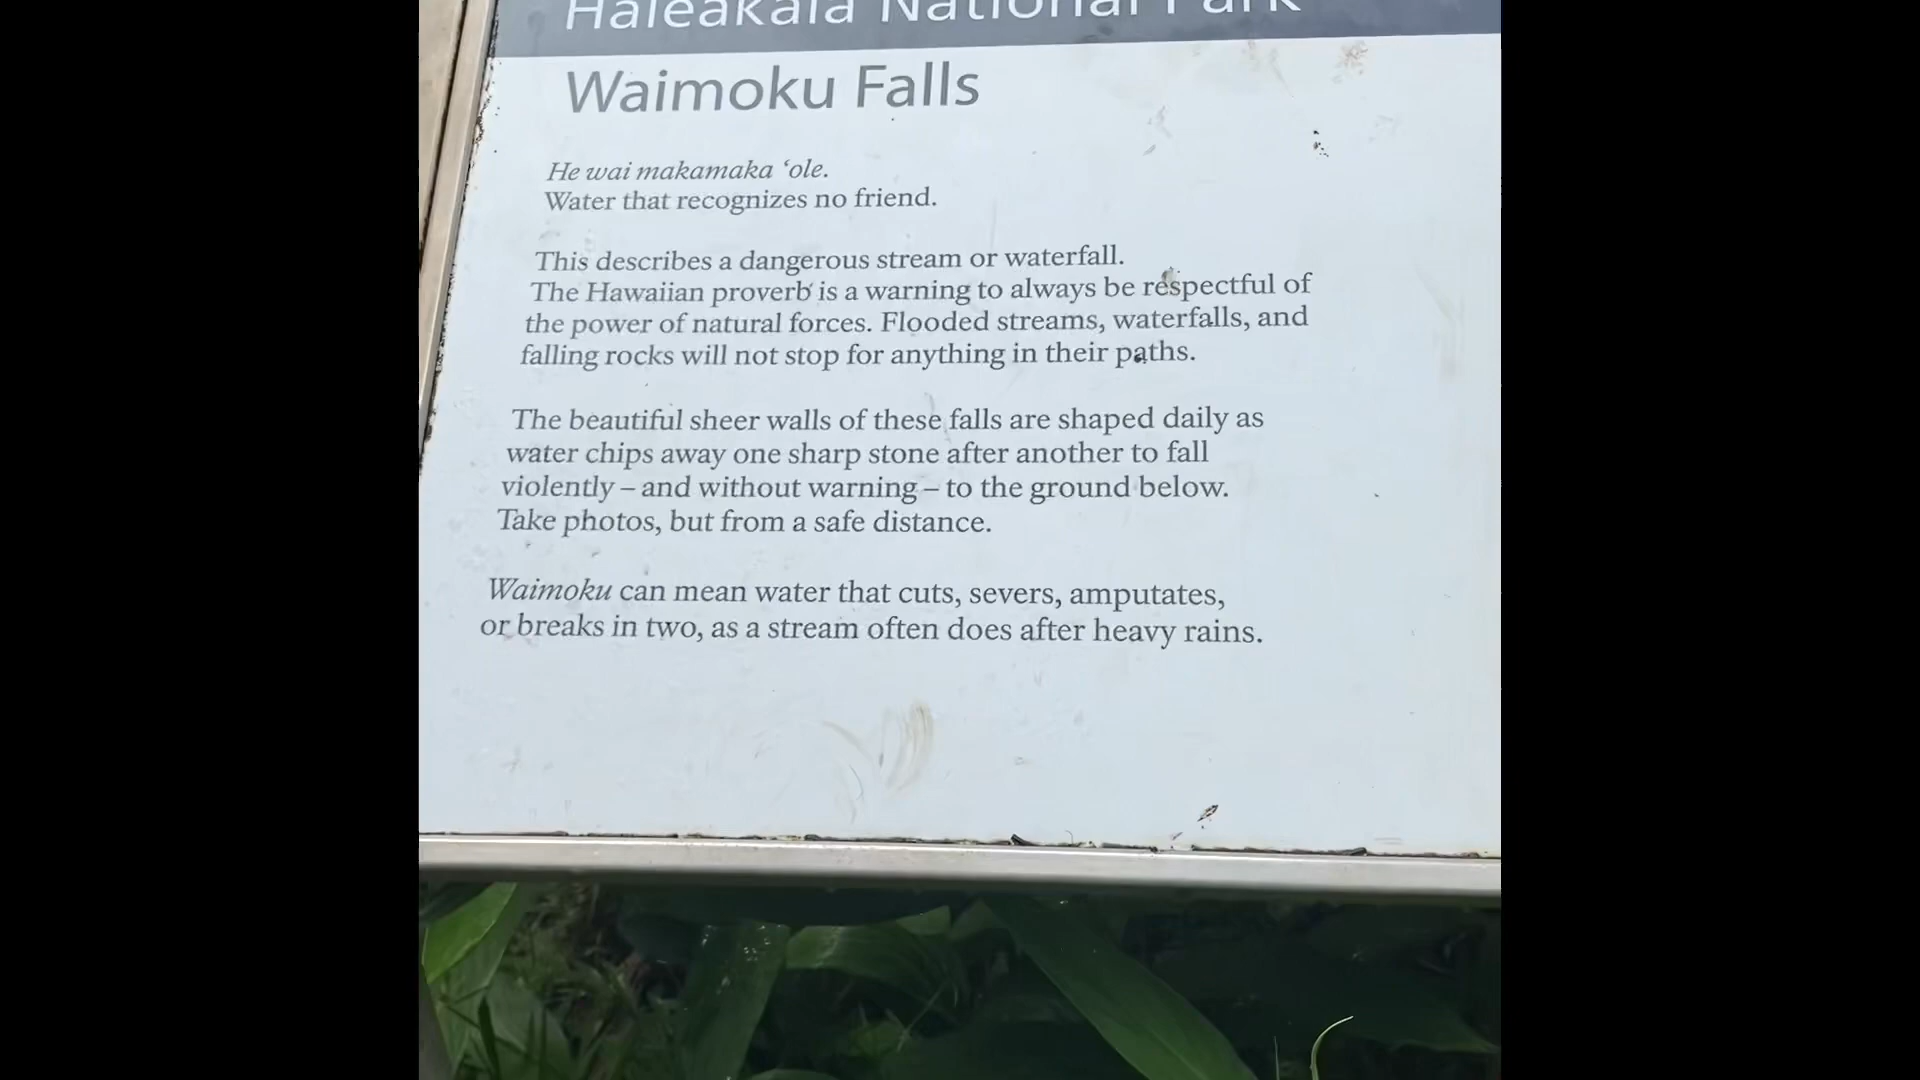 Haleakalā National Park
Waimoku Falls
He wai makamaka ‘ole.
Water that recognizes no friend.
This describes a dangerous stream or waterfall.
The Hawaiian proverb is a warning to always be respectful of
the power of natural forces. Flooded streams, waterfalls, and
falling rocks will not stop for anything in their paths.
The beautiful sheer walls of these falls are shaped daily as
water chips away one sharp stone after another to fall
violently – and without warning – to the ground below.
Take photos, but from a safe distance.
Waimoku can mean water that cuts, severs, amputates,
or breaks in two, as a stream often does after heavy rains.